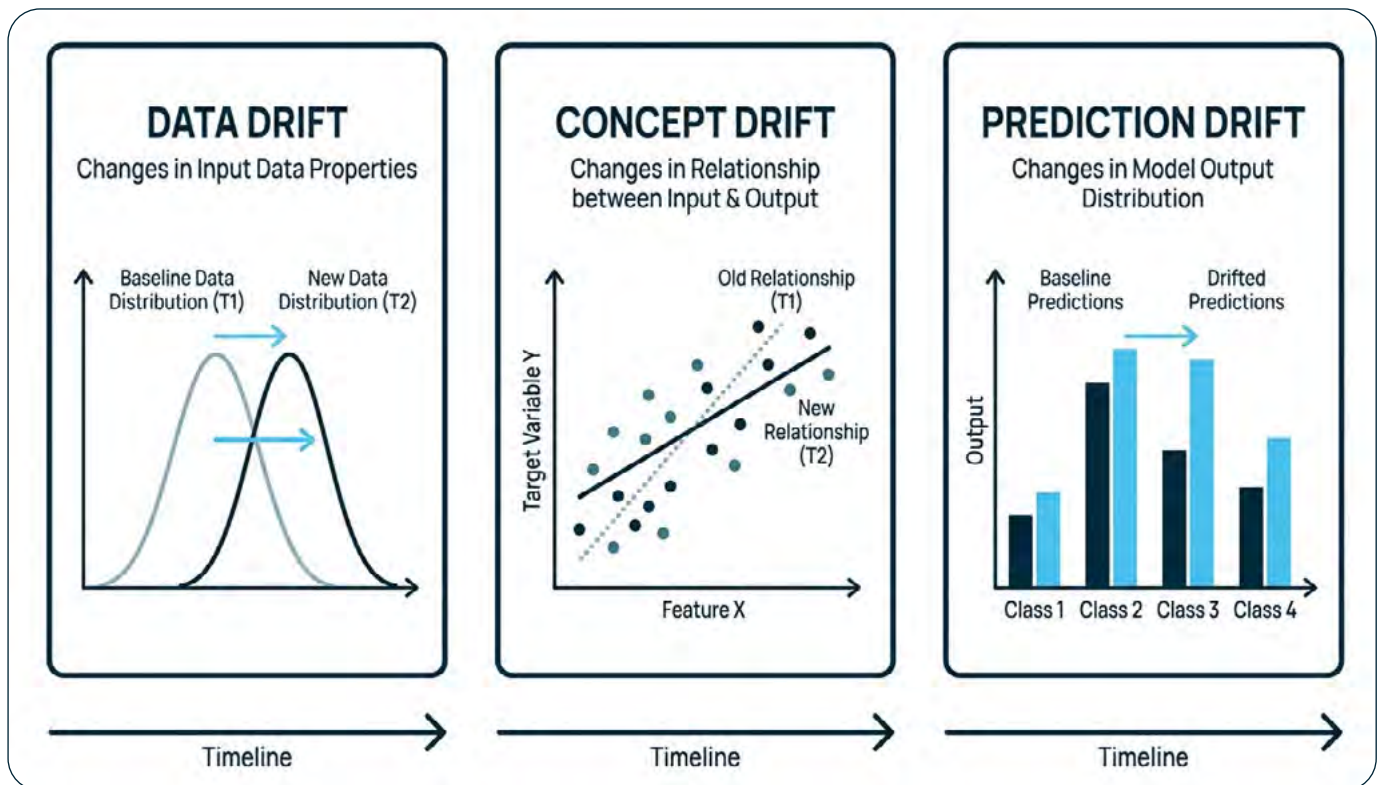 DATA DRIFT
Changes in Input Data Properties
Baseline Data
Distribution (T1)
New Data
Distribution (T2)
Timeline
CONCEPT DRIFT
Changes in Relationship
between Input & Output
Old Relationship
(T1)
New
Relationship
(T2)
Target Variable Y
Feature X
Timeline
PREDICTION DRIFT
Changes in Model Output
Distribution
Baseline
Predictions
Drifted
Predictions
Output
Class 1 Class 2 Class 3 Class 4
Timeline